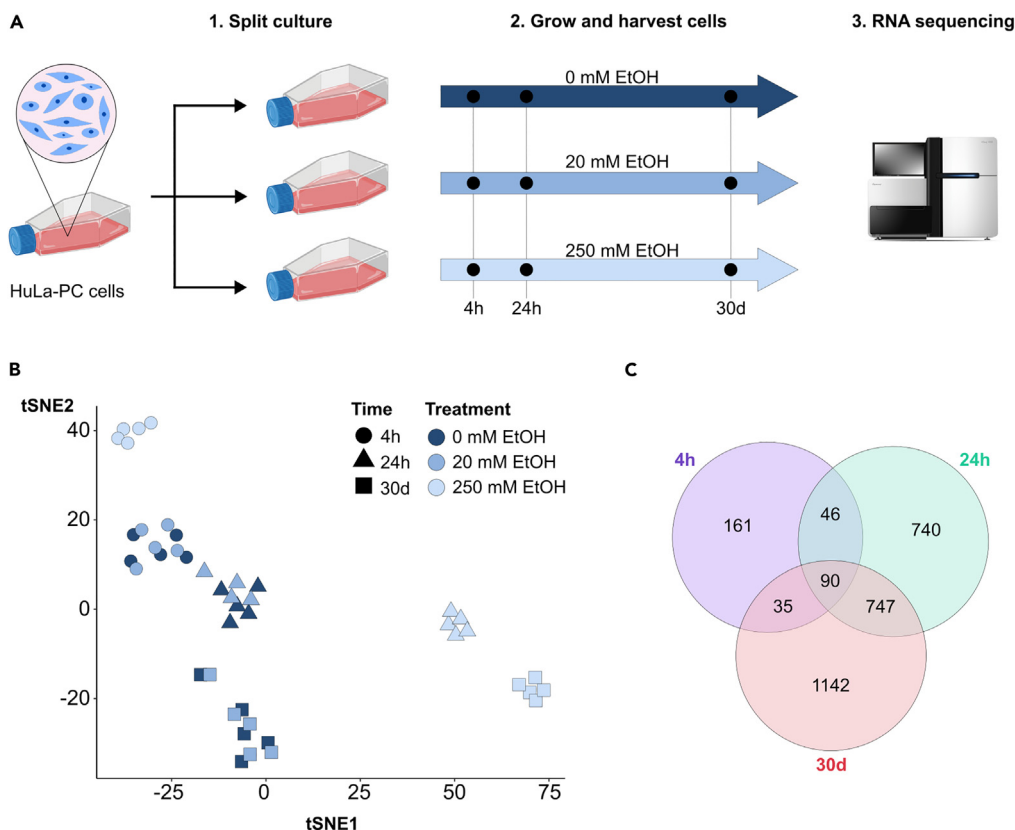 A
1. Split culture
2. Grow and harvest cells
3. RNA sequencing
HuLa-PC cells
0 mM EtOH
20 mM EtOH
250 mM EtOH
4h
24h
30d
B
tSNE2
40
20
0
-20
-25
0
25
50
75
tSNE1
Time
4h
24h
30d
Treatment
0 mM EtOH
20 mM EtOH
250 mM EtOH
C
4h
24h
161
46
740
90
35
747
1142
30d